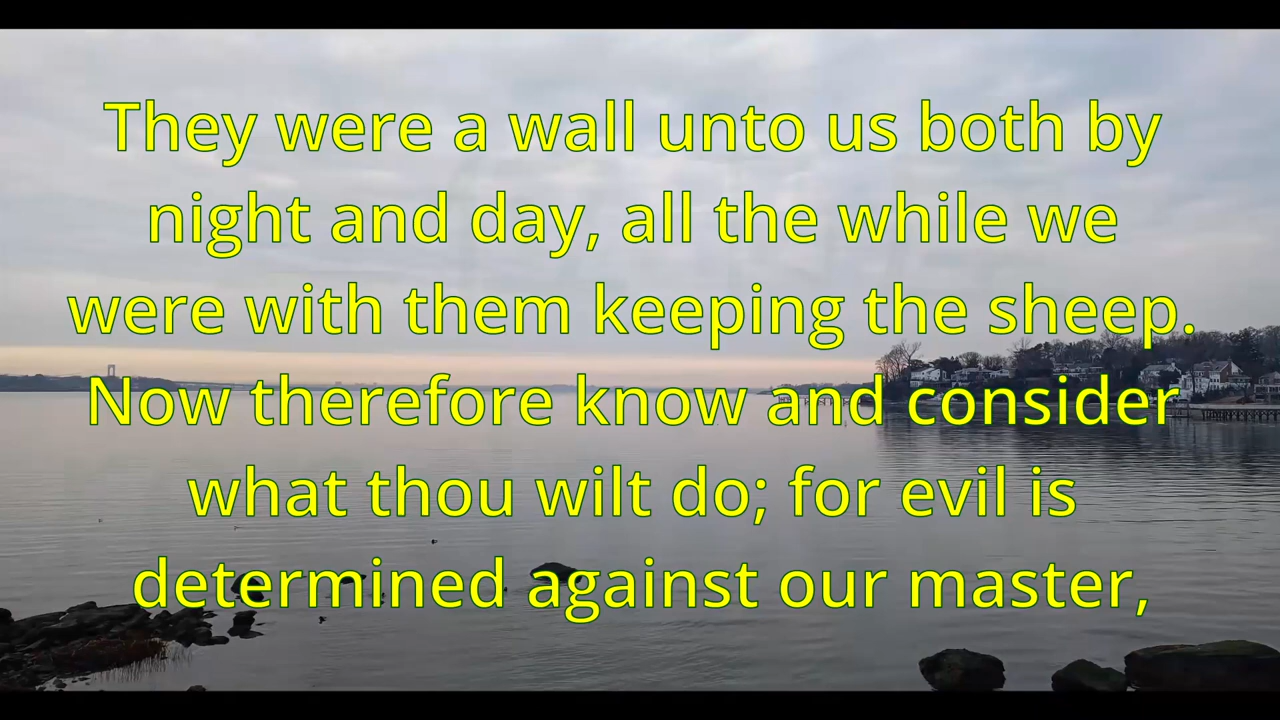 They were a wall unto us both by
night and day, all the while we
were with them keeping the sheep.
Now therefore know and consider
what thou wilt do; for evil is
determined against our master,